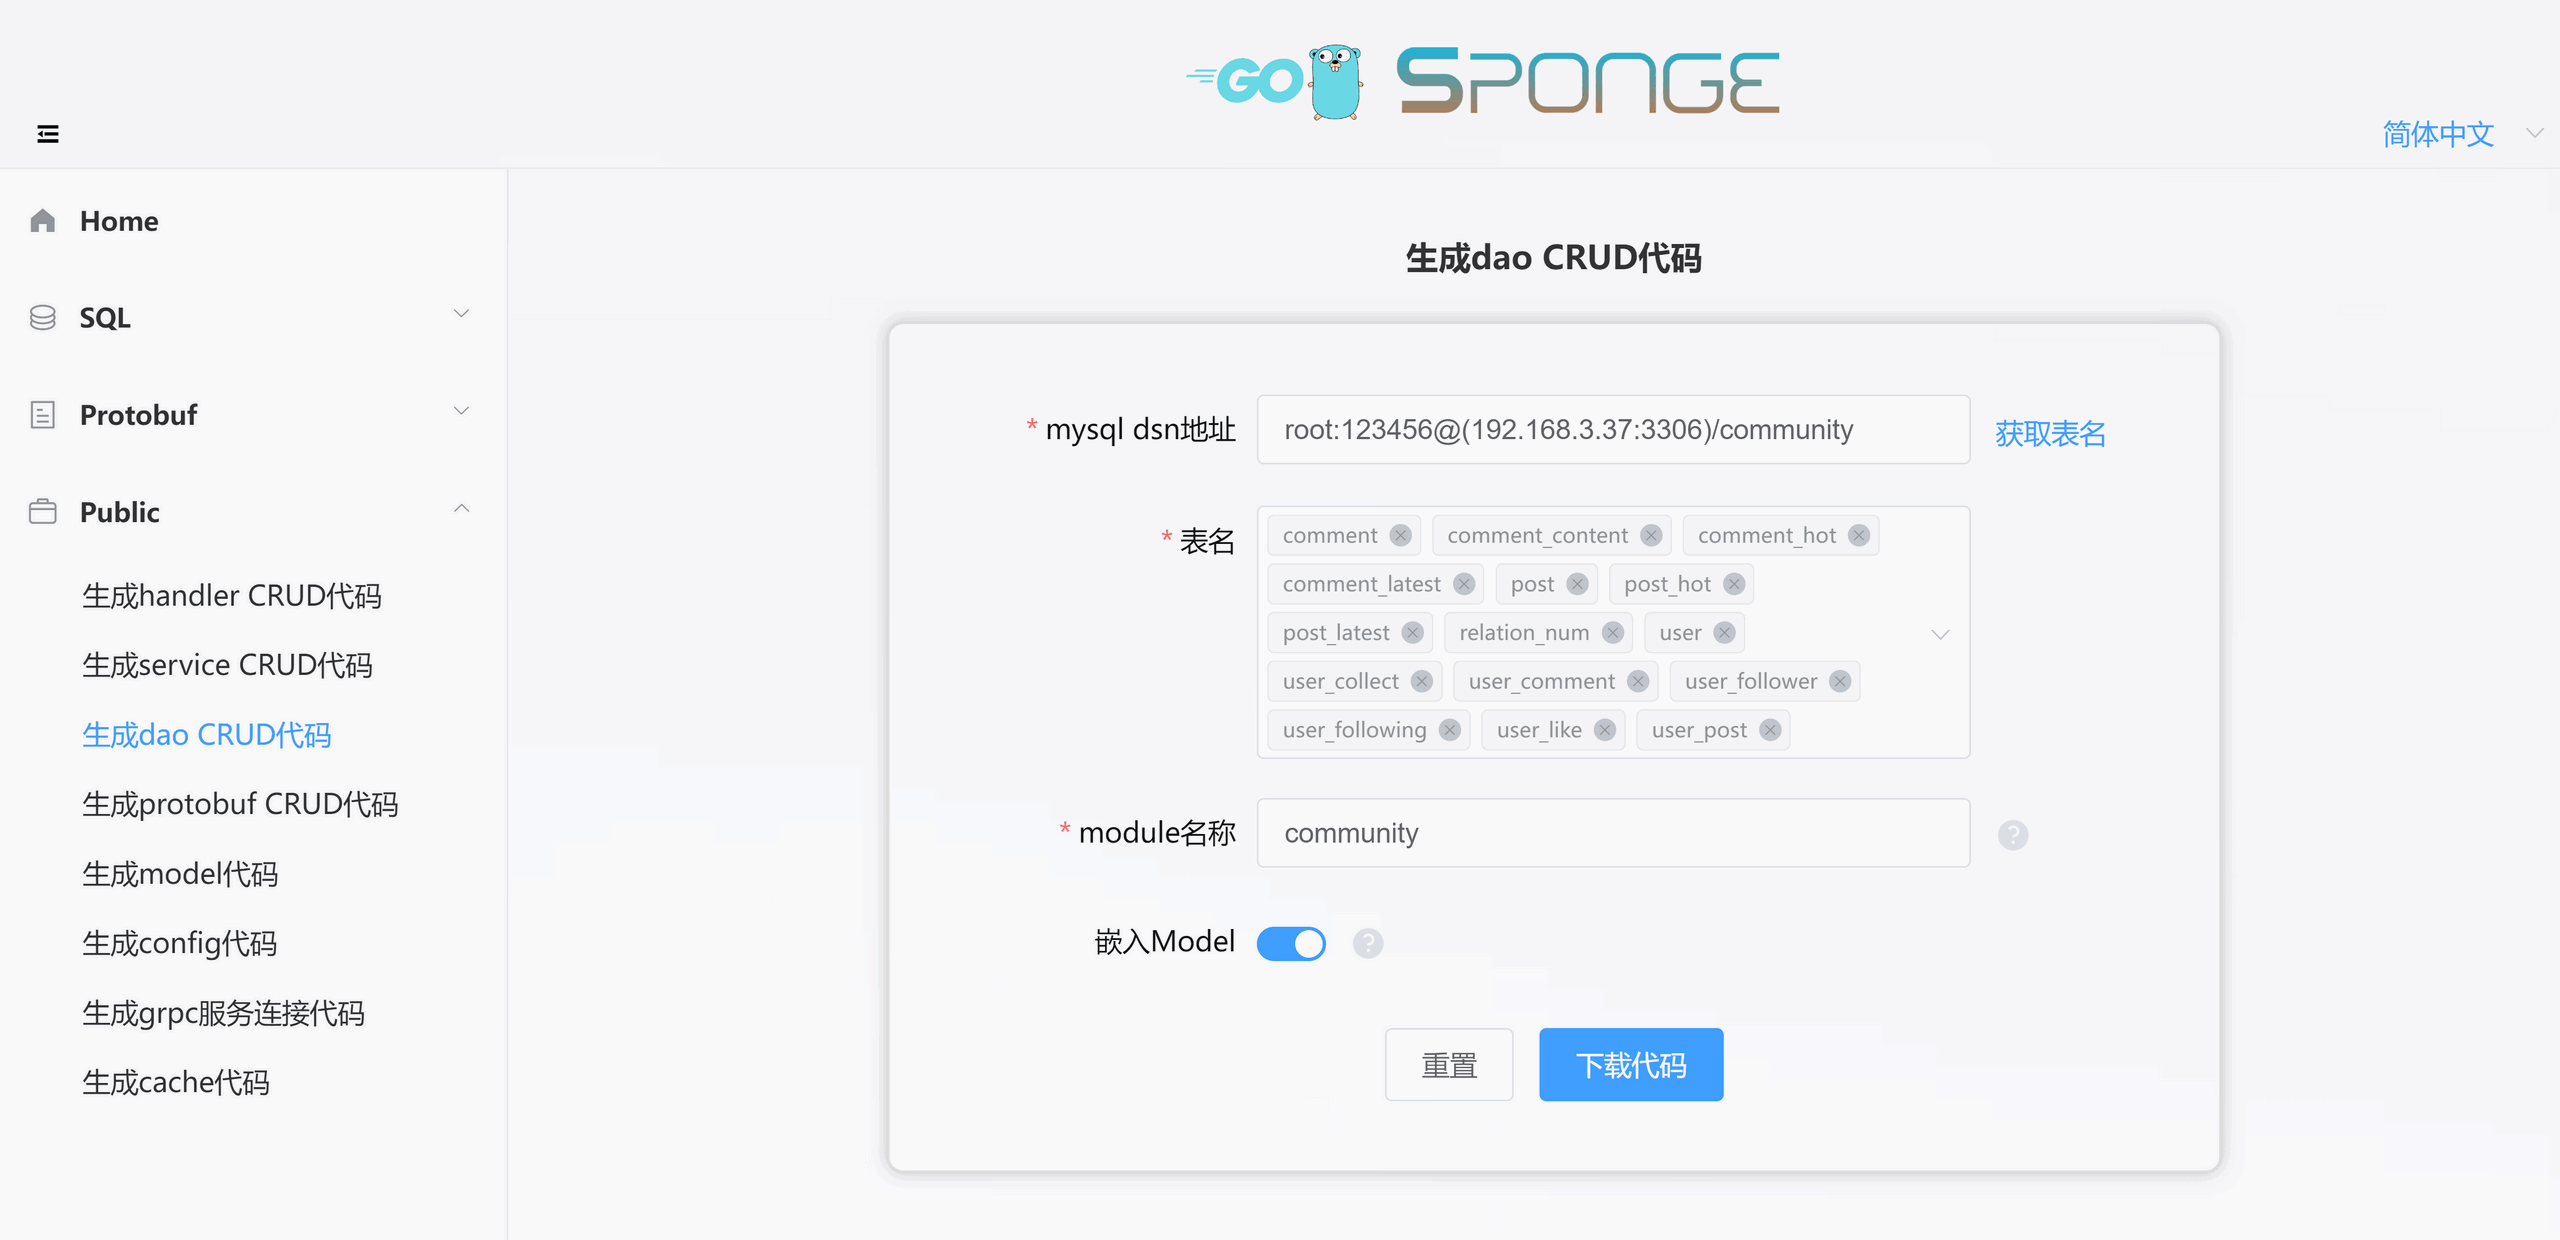 GO SPONGE
简体中文
Home
SQL
Protobuf
Public
生成handler CRUD代码
生成service CRUD代码
生成dao CRUD代码
生成protobuf CRUD代码
生成model代码
生成config代码
生成grpc服务连接代码
生成cache代码
生成dao CRUD代码
* mysql dsn地址 root:123456@(192.168.3.37:3306)/community 获取表名
* 表名
comment comment_content comment_hot
comment_latest post post_hot
post_latest relation_num user
user_collect user_comment user_follower
user_following user_like user_post
* module名称 community ?
嵌入Model ?
重置 下载代码